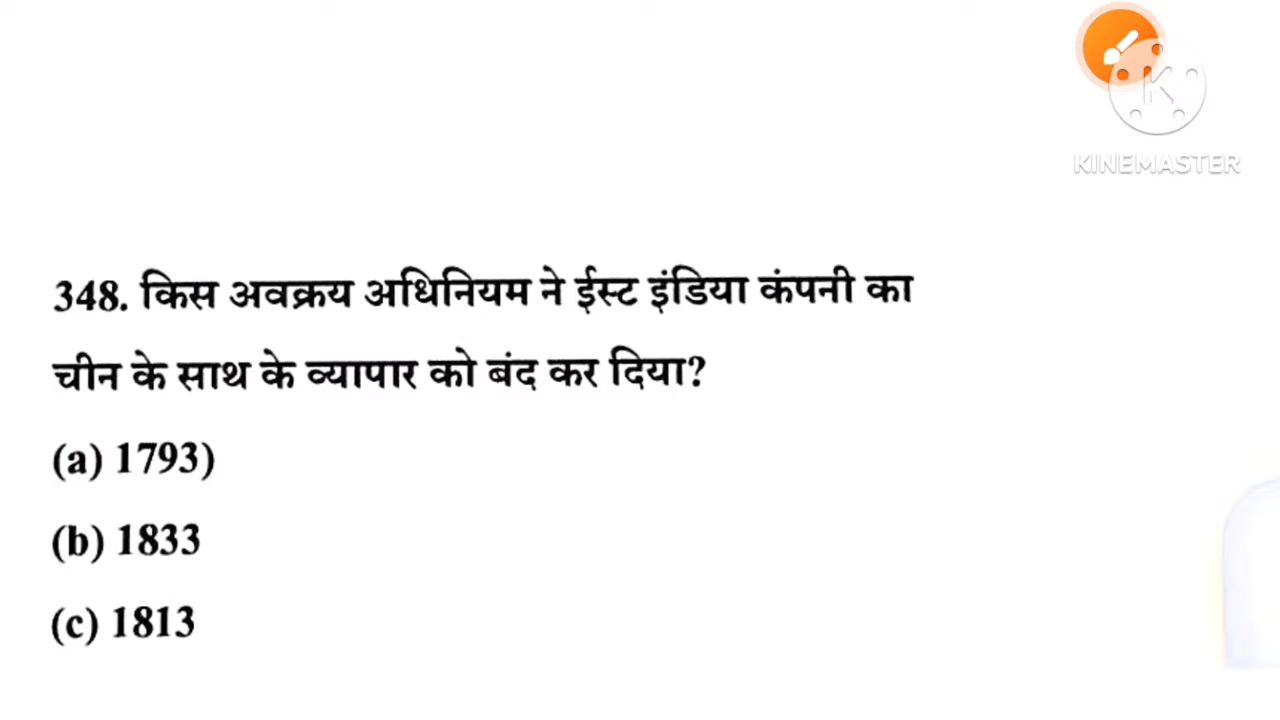 KINEMASTER
348. किस अवक्रय अधिनियम ने ईस्ट इंडिया कंपनी का
चीन के साथ के व्यापार को बंद कर दिया?
(a) 1793)
(b) 1833
(c) 1813